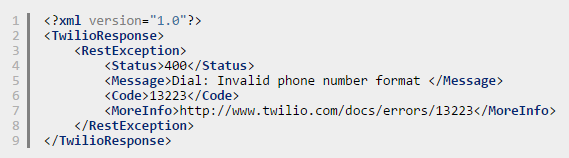 1 <?xml version="1.0"?>
2 <TwilioResponse>
3 <RestException>
4 <Status>400</Status>
5 <Message>Dial: Invalid phone number format </Message>
6 <Code>13223</Code>
7 <MoreInfo>http://www.twilio.com/docs/errors/13223</MoreInfo>
8 </RestException>
9 </TwilioResponse>